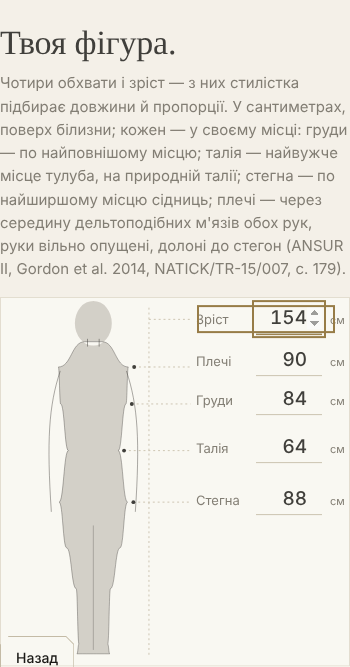 Твоя фігура.
Чотири обхвати і зріст — з них стилістка
підбирає довжини й пропорції. У сантиметрах,
поверх білизни; кожен — у своєму місці: груди
— по найповнішому місцю; талія — найвужче
місце тулуба, на природній талії; стегна — по
найширшому місцю сідниць; плечі — через
середину дельтоподібних м'язів обох рук,
руки вільно опущені, долоні до стегон (ANSUR
II, Gordon et al. 2014, NATICK/TR-15/007, с. 179).
Зріст 154 см
Плечі 90 см
Груди 84 см
Талія 64 см
Стегна 88 см
Назад